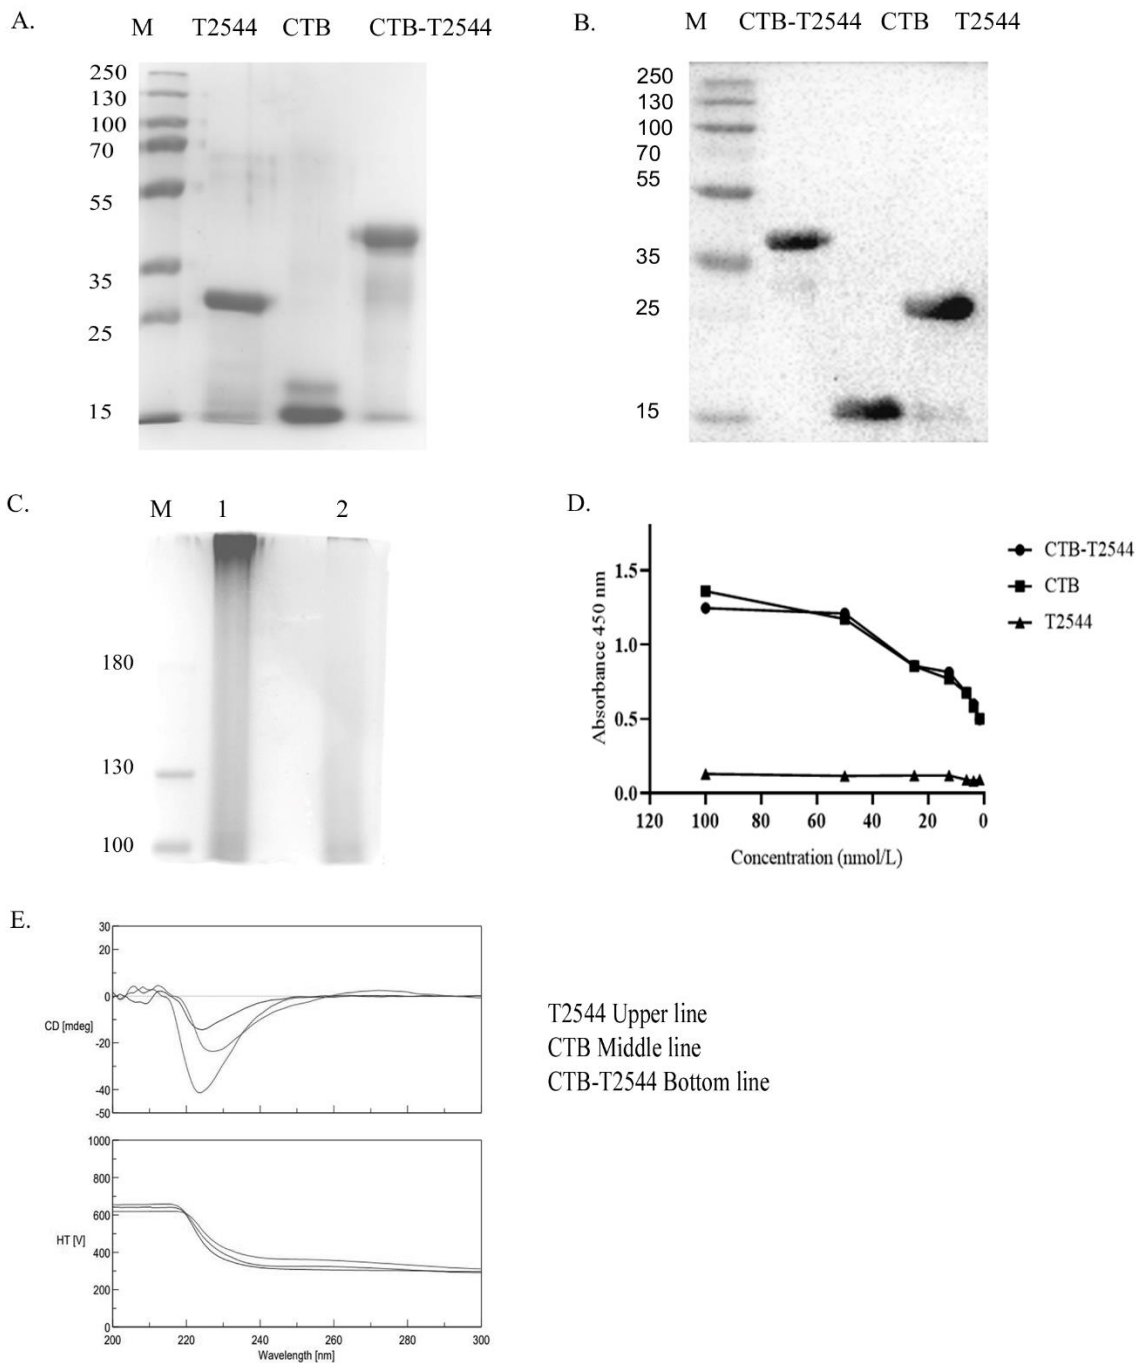 A.
M T2544 CTB CTB-T2544
250
130
100
70
55
35
25
15
B.
M CTB-T2544 CTB T2544
250
130
100
70
55
35
25
15
C.
M 1 2
180
130
100
D.
Absorbance 450 nm
1.5
1.0
0.5
0.0
120 100 80 60 40 20 0
Concentration (nmol/L)
CTB-T2544
CTB
T2544
E.
CD [mdeg]
30
20
0
-20
-40
-50
HT [V]
1000
800
600
400
200
0
200 220 240 260 280 300
Wavelength [nm]
T2544 Upper line
CTB Middle line
CTB-T2544 Bottom line